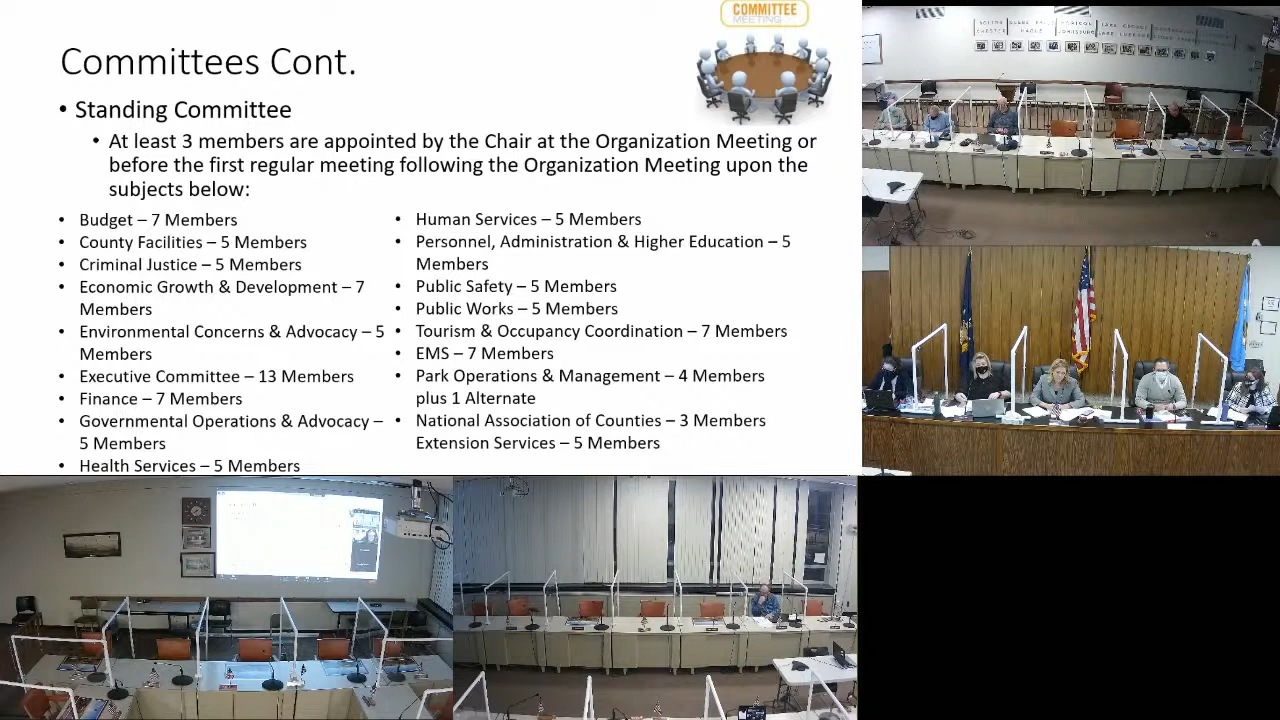 COMMITTEE
MEETING
Committees Cont.
• Standing Committee
• At least 3 members are appointed by the Chair at the Organization Meeting or
before the first regular meeting following the Organization Meeting upon the
subjects below:
• Budget – 7 Members
• County Facilities – 5 Members
• Criminal Justice – 5 Members
• Economic Growth & Development – 7
Members
• Environmental Concerns & Advocacy – 5
Members
• Executive Committee – 13 Members
• Finance – 7 Members
• Governmental Operations & Advocacy –
5 Members
• Health Services – 5 Members
• Human Services – 5 Members
• Personnel, Administration & Higher Education – 5
Members
• Public Safety – 5 Members
• Public Works – 5 Members
• Tourism & Occupancy Coordination – 7 Members
• EMS – 7 Members
• Park Operations & Management – 4 Members
plus 1 Alternate
• National Association of Counties – 3 Members
Extension Services – 5 Members